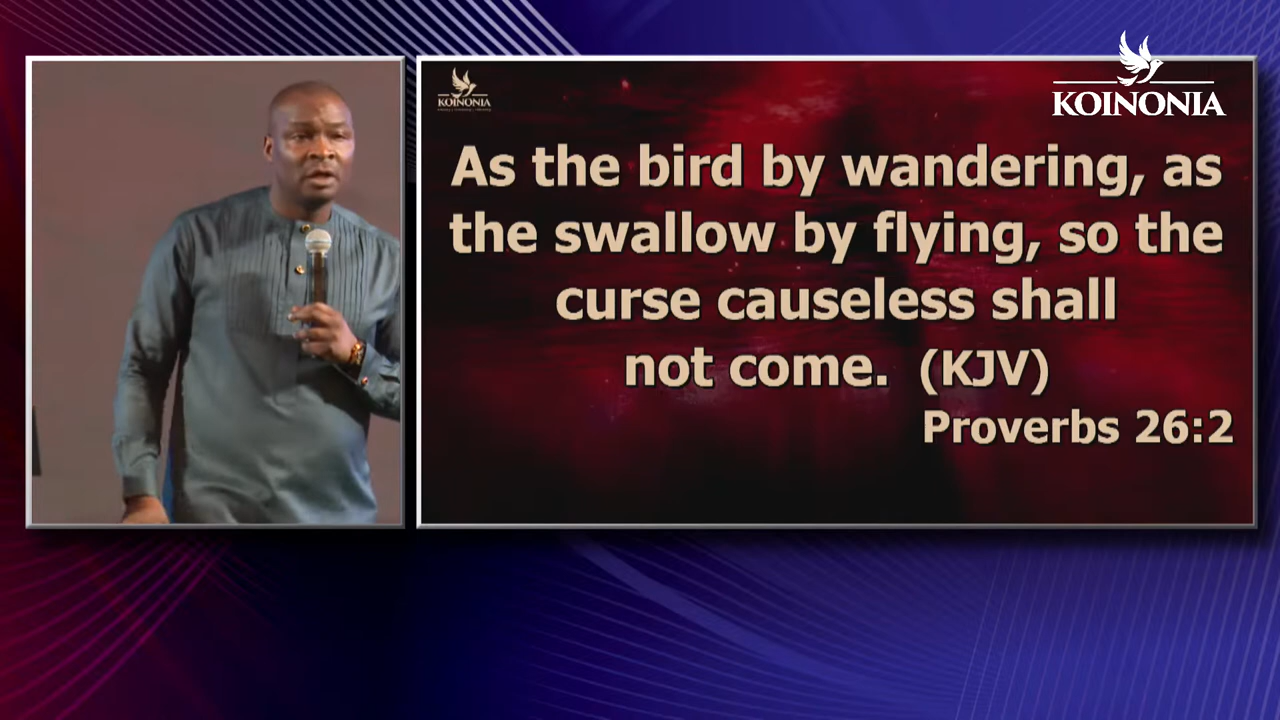 KOINONIA
KOINONIA
As the bird by wandering, as
the swallow by flying, so the
curse causeless shall
not come. (KJV)
Proverbs 26:2